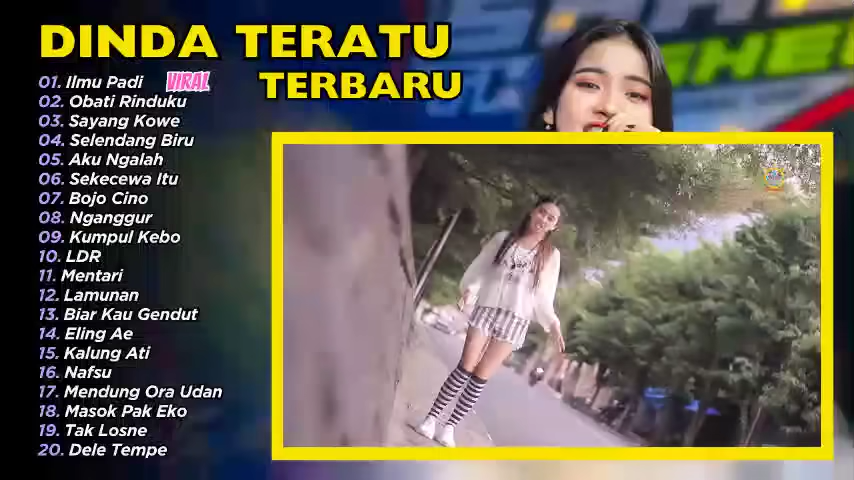 DINDA TERATU
TERBARU
01. Ilmu Padi VIRAL
02. Obati Rinduku
03. Sayang Kowe
04. Selendang Biru
05. Aku Ngalah
06. Sekecewa Itu
07. Bojo Cino
08. Nganggur
09. Kumpul Kebo
10. LDR
11. Mentari
12. Lamunan
13. Biar Kau Gendut
14. Eling Ae
15. Kalung Ati
16. Nafsu
17. Mendung Ora Udan
18. Masok Pak Eko
19. Tak Losne
20. Dele Tempe